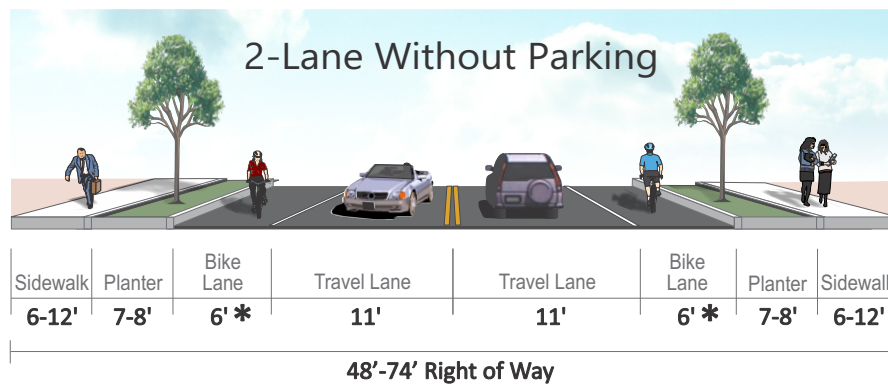 2-Lane Without Parking
Sidewalk Planter Bike Lane Travel Lane Travel Lane Bike Lane Planter Sidewalk
6-12' 7-8' 6' * 11' 11' 6' * 7-8' 6-12'
48’-74’ Right of Way